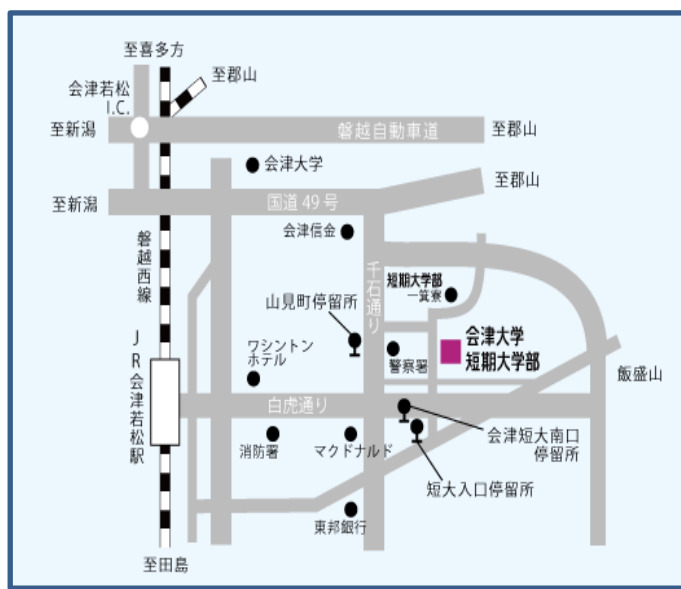 至喜多方
至郡山
会津若松
I.C.
至新潟
磐越自動車道
至郡山
会津大学
至郡山
至新潟
国道49号
会津信金
磐越西線
千石通り
短期大学部
一箕寮
山見町停留所
会津大学
短期大学部
ワシントン
ホテル
警察署
JR会津若松駅
飯盛山
白虎通り
消防署
マクドナルド
会津短大南口
停留所
短大入口停留所
東邦銀行
至田島